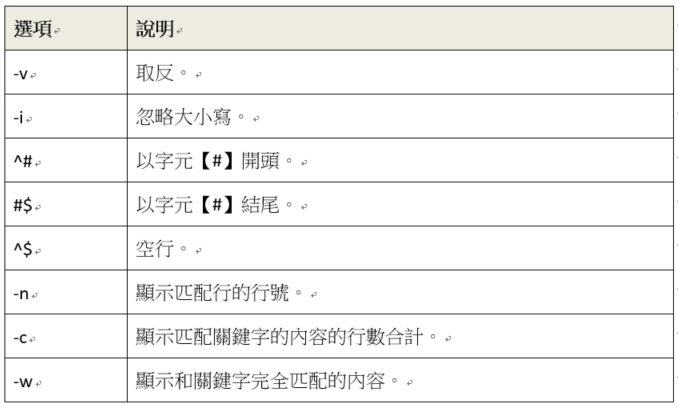 選項 說明
-v 取反。
-i 忽略大小寫。
^# 以字元【#】開頭。
#$ 以字元【#】結尾。
^$ 空行。
-n 顯示匹配行的行號。
-c 顯示匹配關鍵字的內容的行數合計。
-w 顯示和關鍵字完全匹配的內容。